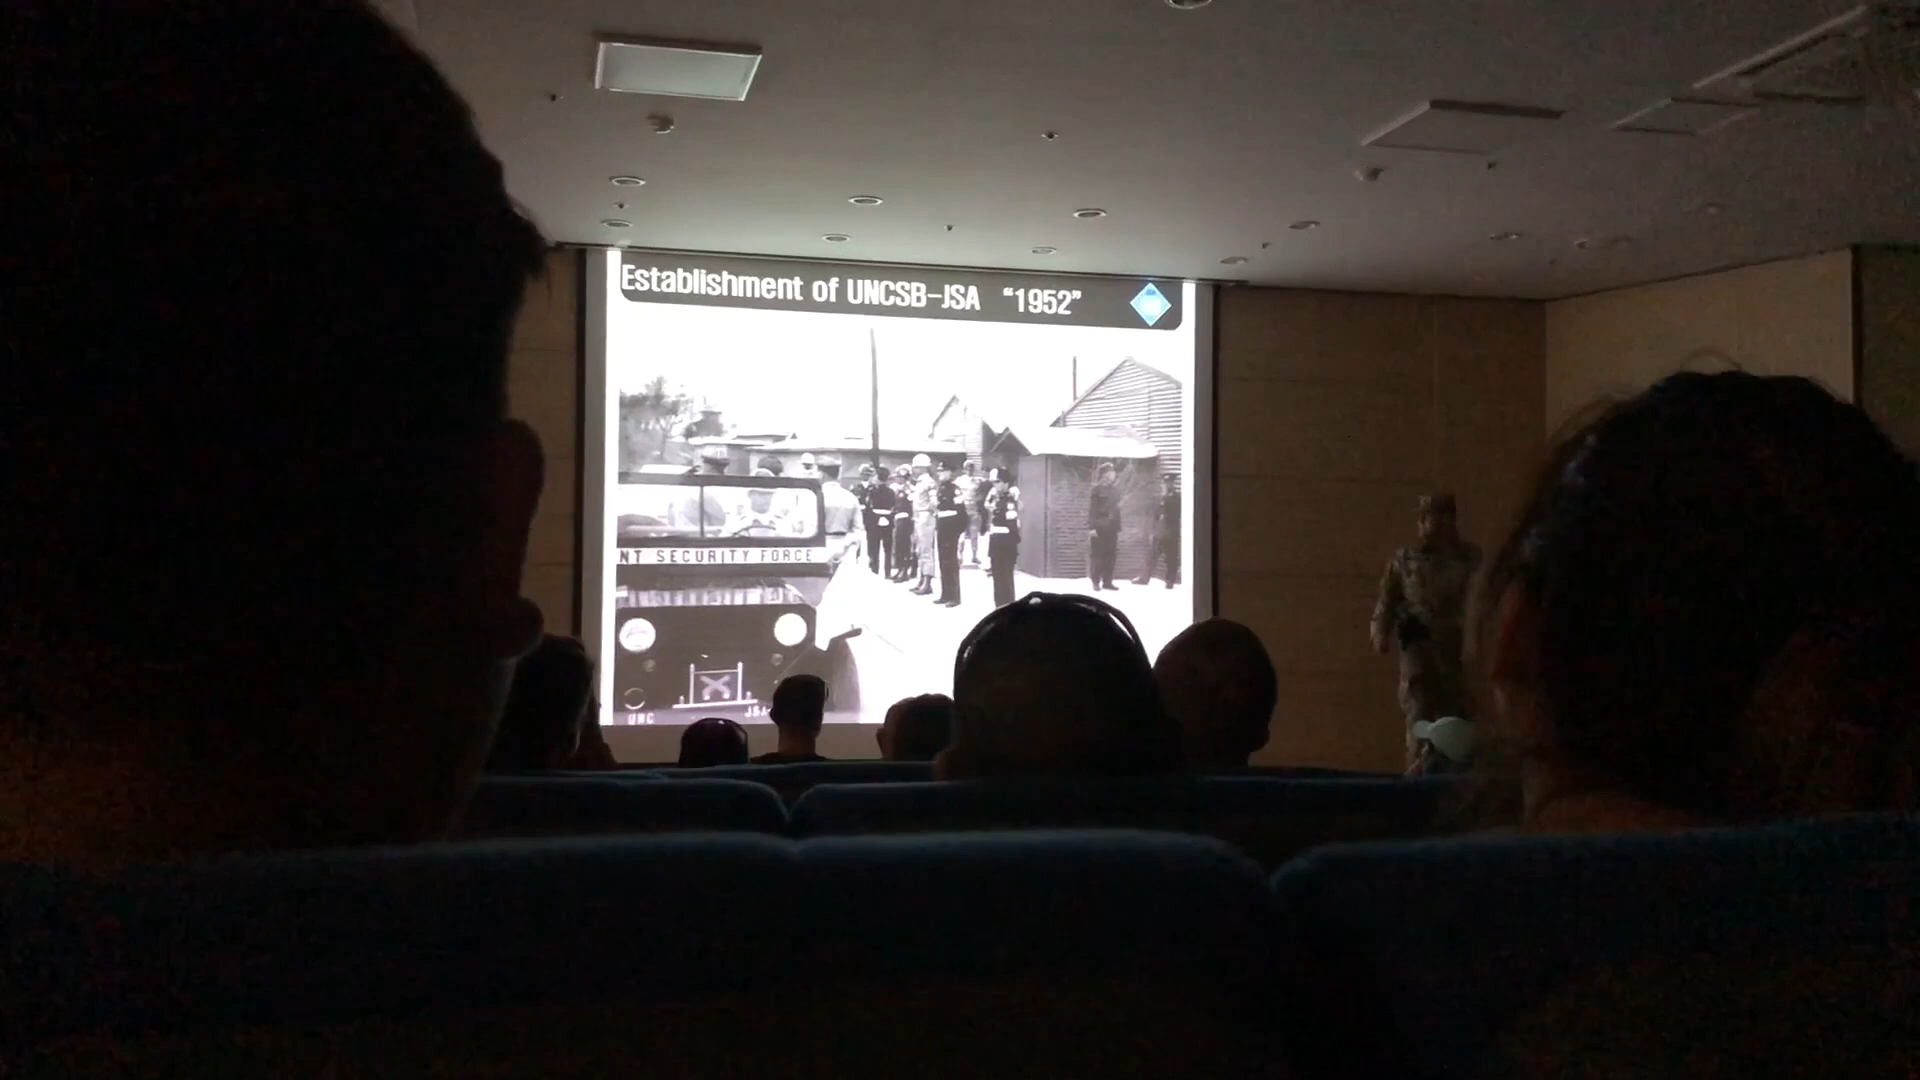 Establishment of UNCSB-JSA “1952”
NT SECURITY FORCE
UNC JSA-